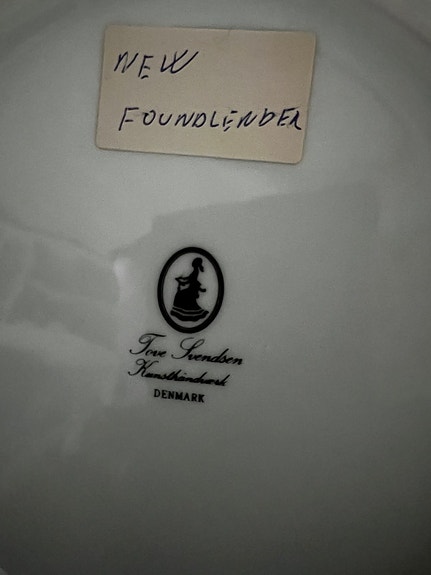 NEW
FOUNDLENDER
Tove Svendsen
Kunsthåndværk
DENMARK